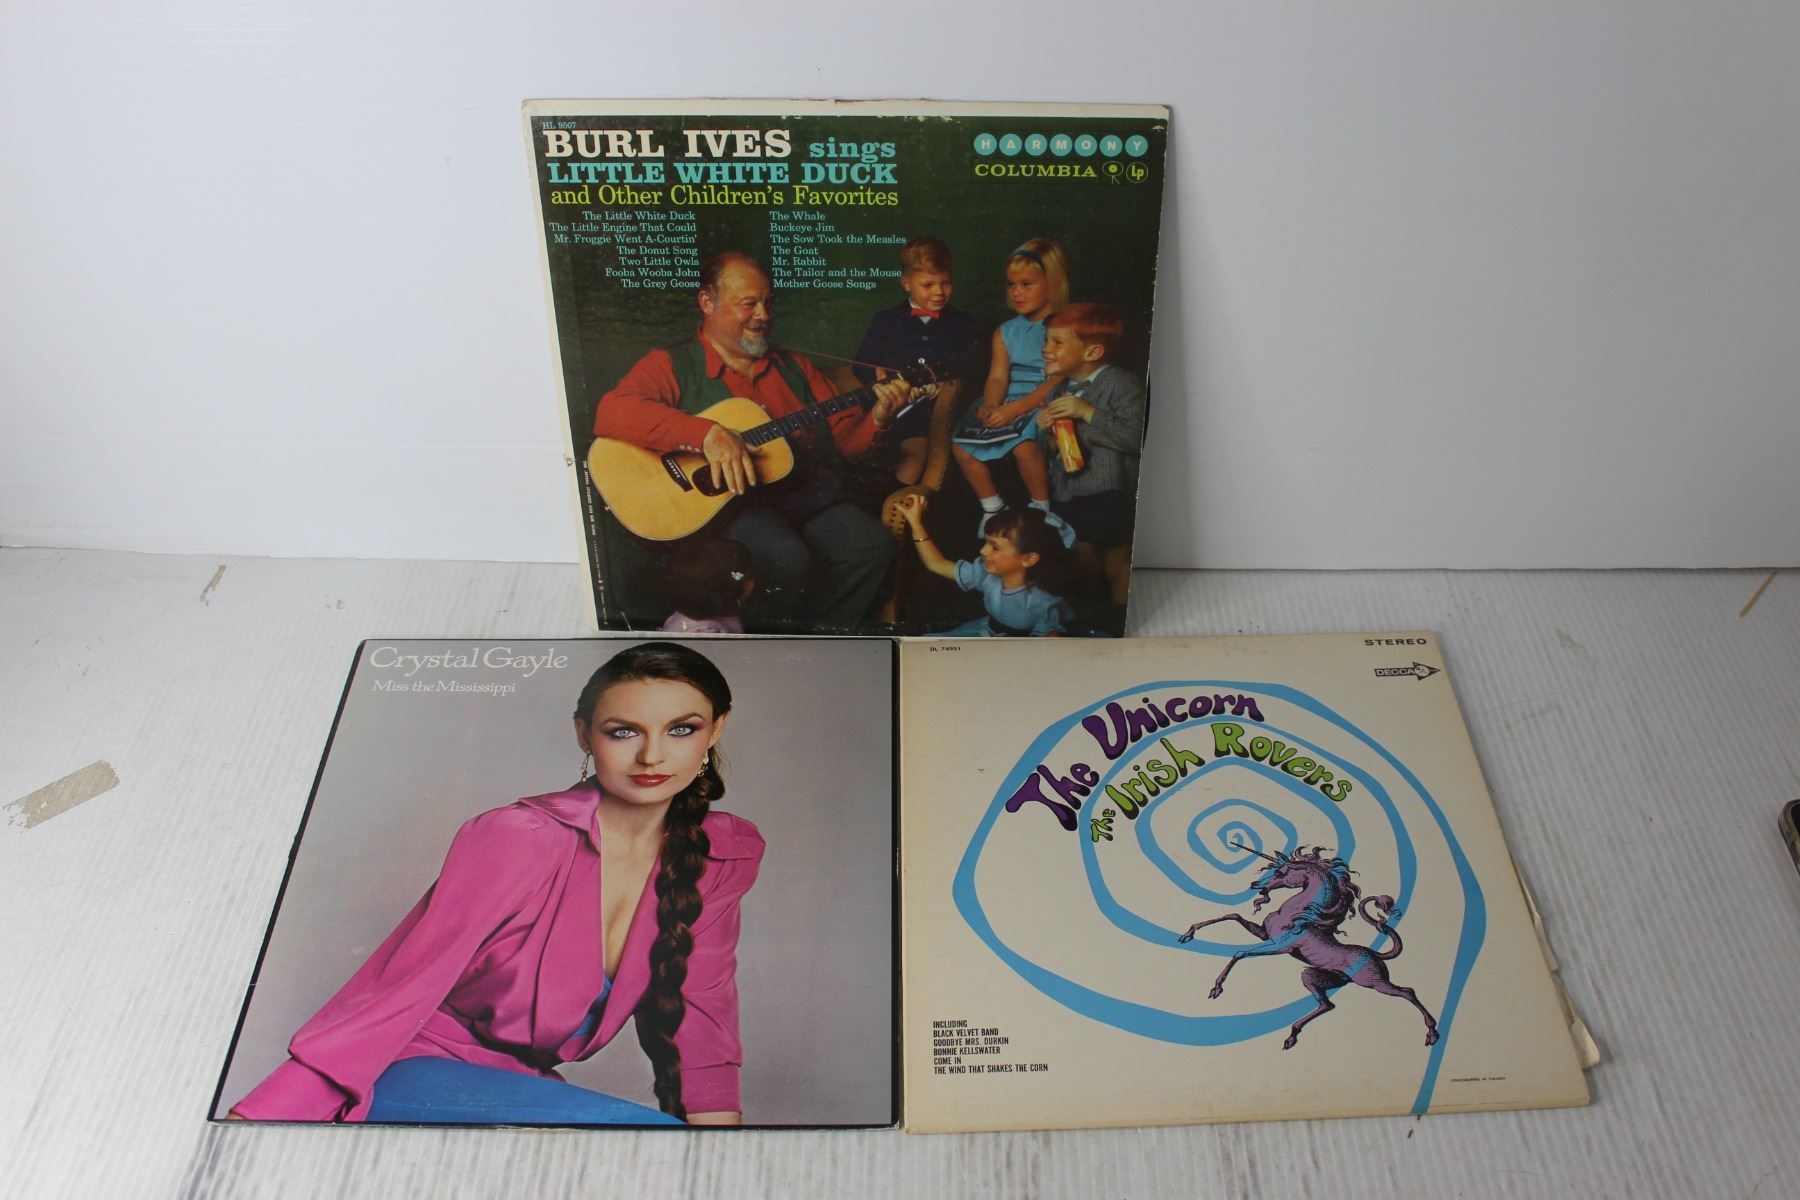 HL 9507
BURL IVES sings
LITTLE WHITE DUCK
and Other Children's Favorites
The Little White Duck
The Little Engine That Could
Mr. Froggie Went A-Courtin'
The Donut Song
Two Little Owls
Fooba Wooba John
The Grey Goose
The Whale
Buckeye Jim
The Sow Took the Measles
The Goat
Mr. Rabbit
The Tailor and the Mouse
Mother Goose Songs
HARMONY
COLUMBIA Lp
Crystal Gayle
Miss the Mississippi
DL 74951
STEREO
DECCA
The Unicorn
The Irish Rovers
INCLUDING
BLACK VELVET BAND
GOODBYE MRS. DURKIN
BONNIE KELLSWATER
COME IN
THE WIND THAT SHAKES THE CORN